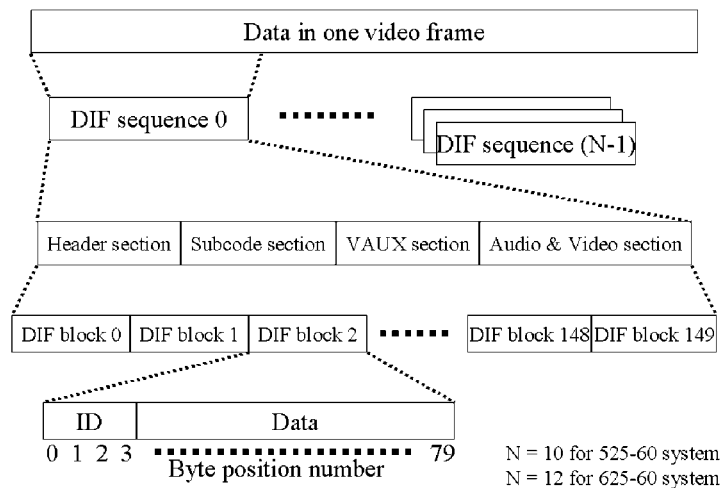 Data in one video frame
DIF sequence 0
DIF sequence (N-1)
Header section
Subcode section
VAUX section
Audio & Video section
DIF block 0
DIF block 1
DIF block 2
DIF block 148
DIF block 149
ID
Data
0 1 2 3
79
Byte position number
N = 10 for 525-60 system
N = 12 for 625-60 system